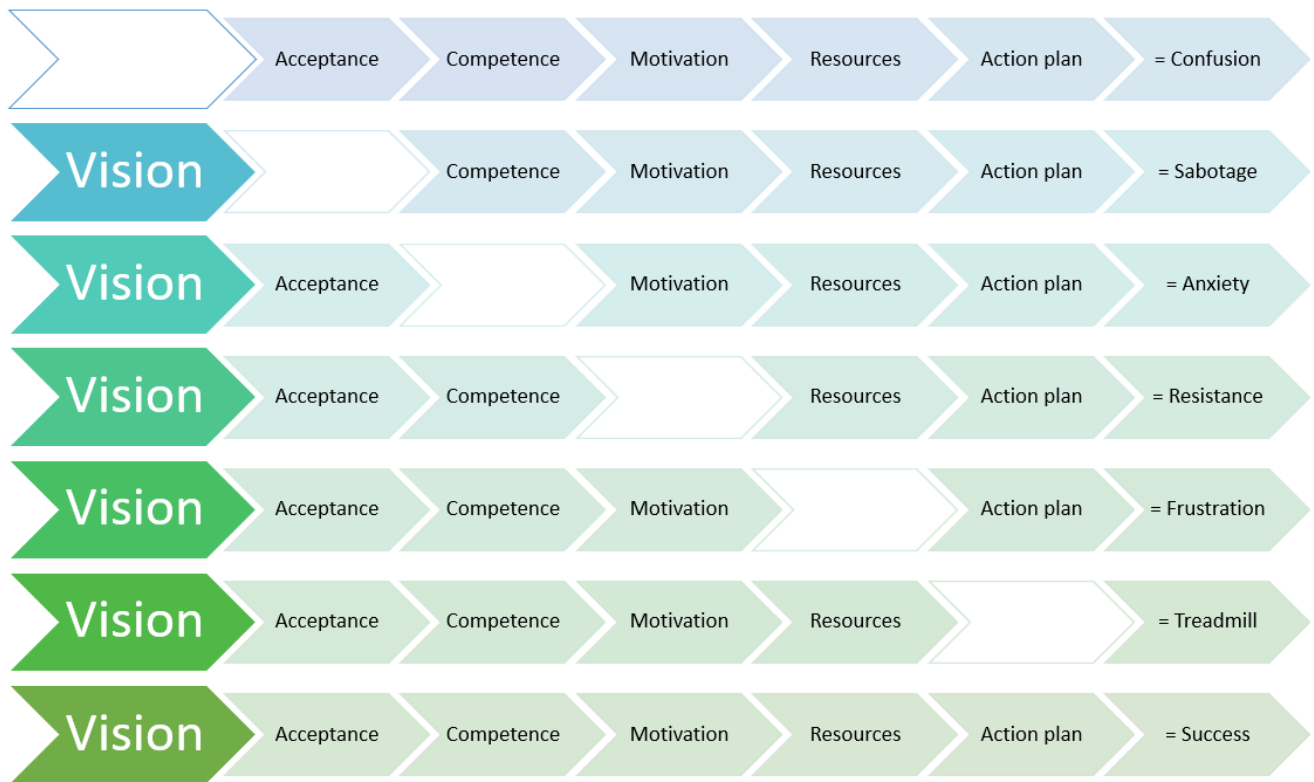 Acceptance Competence Motivation Resources Action plan = Confusion
Vision Competence Motivation Resources Action plan = Sabotage
Vision Acceptance Motivation Resources Action plan = Anxiety
Vision Acceptance Competence Resources Action plan = Resistance
Vision Acceptance Competence Motivation Action plan = Frustration
Vision Acceptance Competence Motivation Resources = Treadmill
Vision Acceptance Competence Motivation Resources Action plan = Success